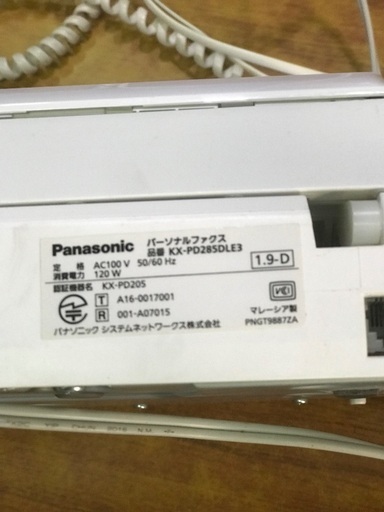 Panasonic パーソナルファクス
品番 KX-PD285DLE3
定 格 AC100 V 50/60 Hz
消費電力 120 W
1.9-D
認証機器名 KX-PD205
T A16-0017001
R 001-A07015
VCI
マレーシア製
パナソニック システムネットワークス株式会社
PNGT9887ZA